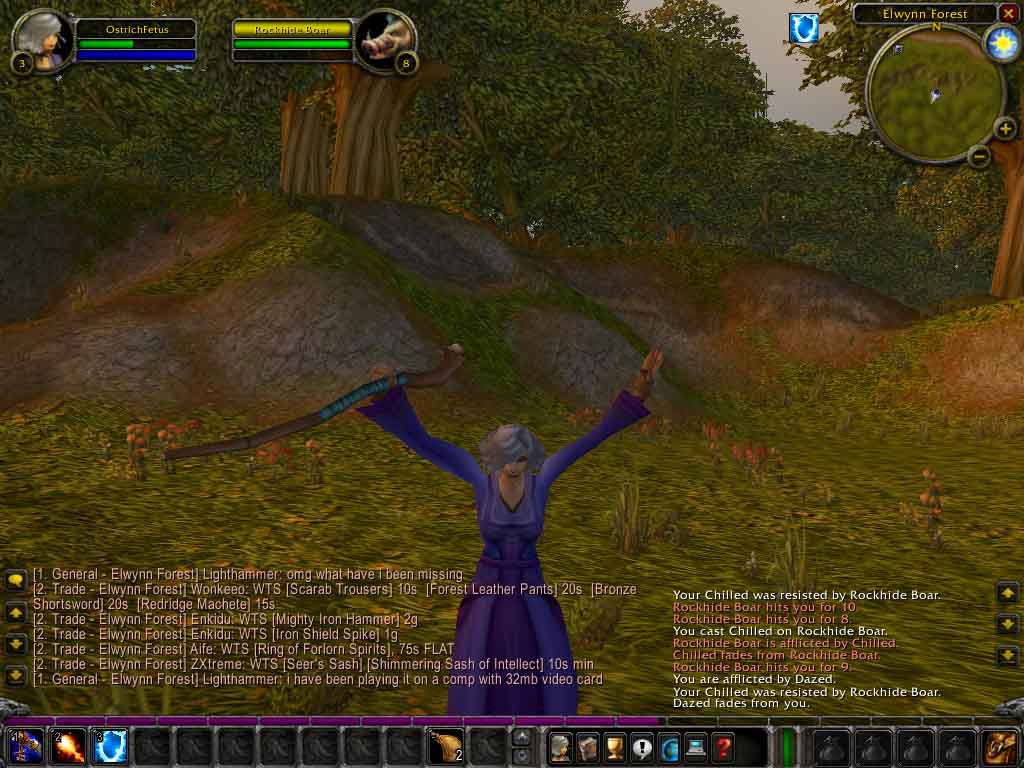 OstrichFetus
3
Rockhide Boar
8
Elwynn Forest
N
[1. General - Elwynn Forest] Lighthammer: omg what have i been missing
[2. Trade - Elwynn Forest] Wonkeeo: WTS [Scarab Trousers] 10s [Forest Leather Pants] 20s [Bronze
Shortsword] 20s [Redridge Machete] 15s
[2. Trade - Elwynn Forest] Enkidu: WTS [Mighty Iron Hammer] 2g
[2. Trade - Elwynn Forest] Enkidu: WTS [Iron Shield Spike] 1g
[2. Trade - Elwynn Forest] Aife: WTS [Ring of Forlorn Spirits], 75s FLAT
[2. Trade - Elwynn Forest] ZXtreme: WTS [Seer's Sash] [Shimmering Sash of Intellect] 10s min
[1. General - Elwynn Forest] Lighthammer: i have been playing it on a comp with 32mb video card
Your Chilled was resisted by Rockhide Boar.
Rockhide Boar hits you for 10.
Rockhide Boar hits you for 8.
You cast Chilled on Rockhide Boar.
Rockhide Boar is afflicted by Chilled.
Chilled fades from Rockhide Boar.
Rockhide Boar hits you for 9.
You are afflicted by Dazed.
Your Chilled was resisted by Rockhide Boar.
Dazed fades from you.
1 2 3
2